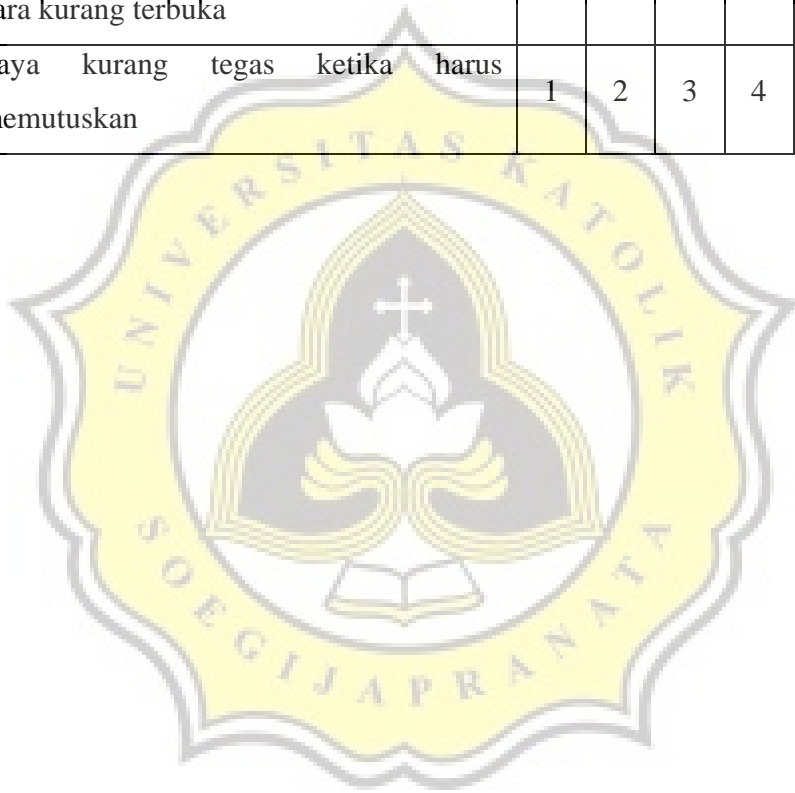 ara kurang terbuka
aya kurang tegas ketika harus
emutuskan
1 2 3 4
UNIVERSITAS KATOLIK
SOEGIJAPRANATA